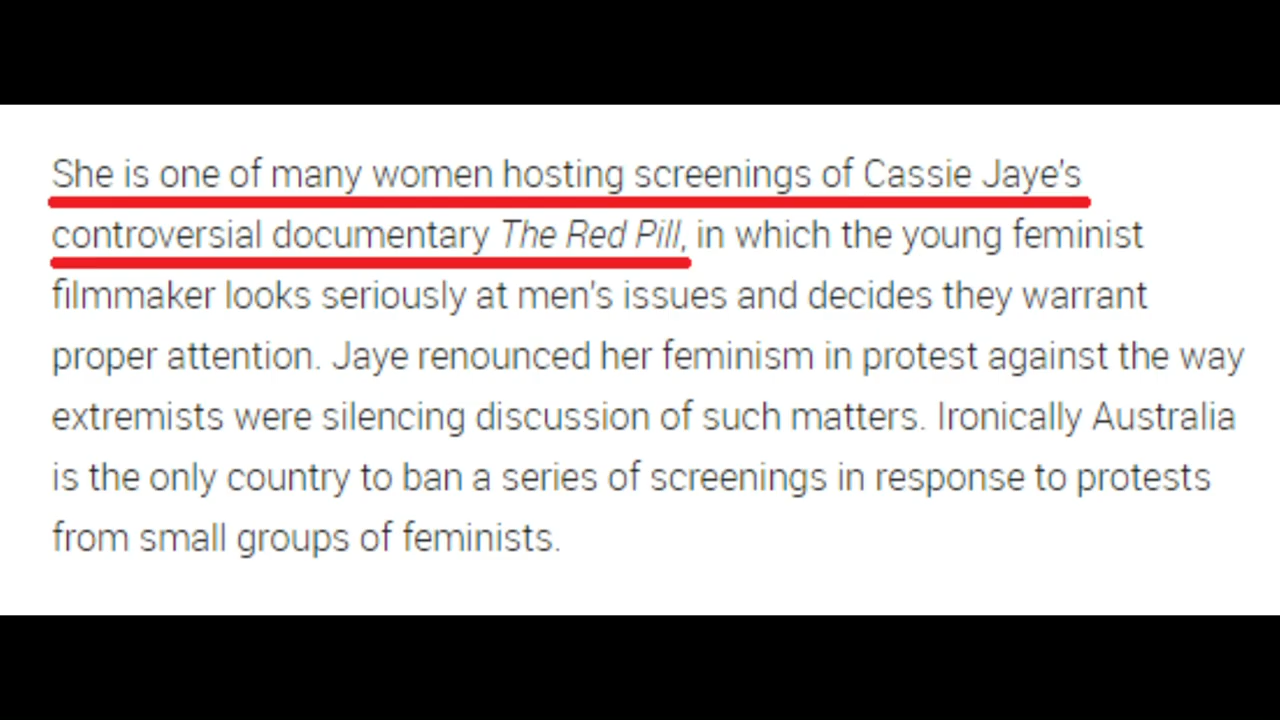 She is one of many women hosting screenings of Cassie Jaye's
controversial documentary The Red Pill, in which the young feminist
filmmaker looks seriously at men's issues and decides they warrant
proper attention. Jaye renounced her feminism in protest against the way
extremists were silencing discussion of such matters. Ironically Australia
is the only country to ban a series of screenings in response to protests
from small groups of feminists.